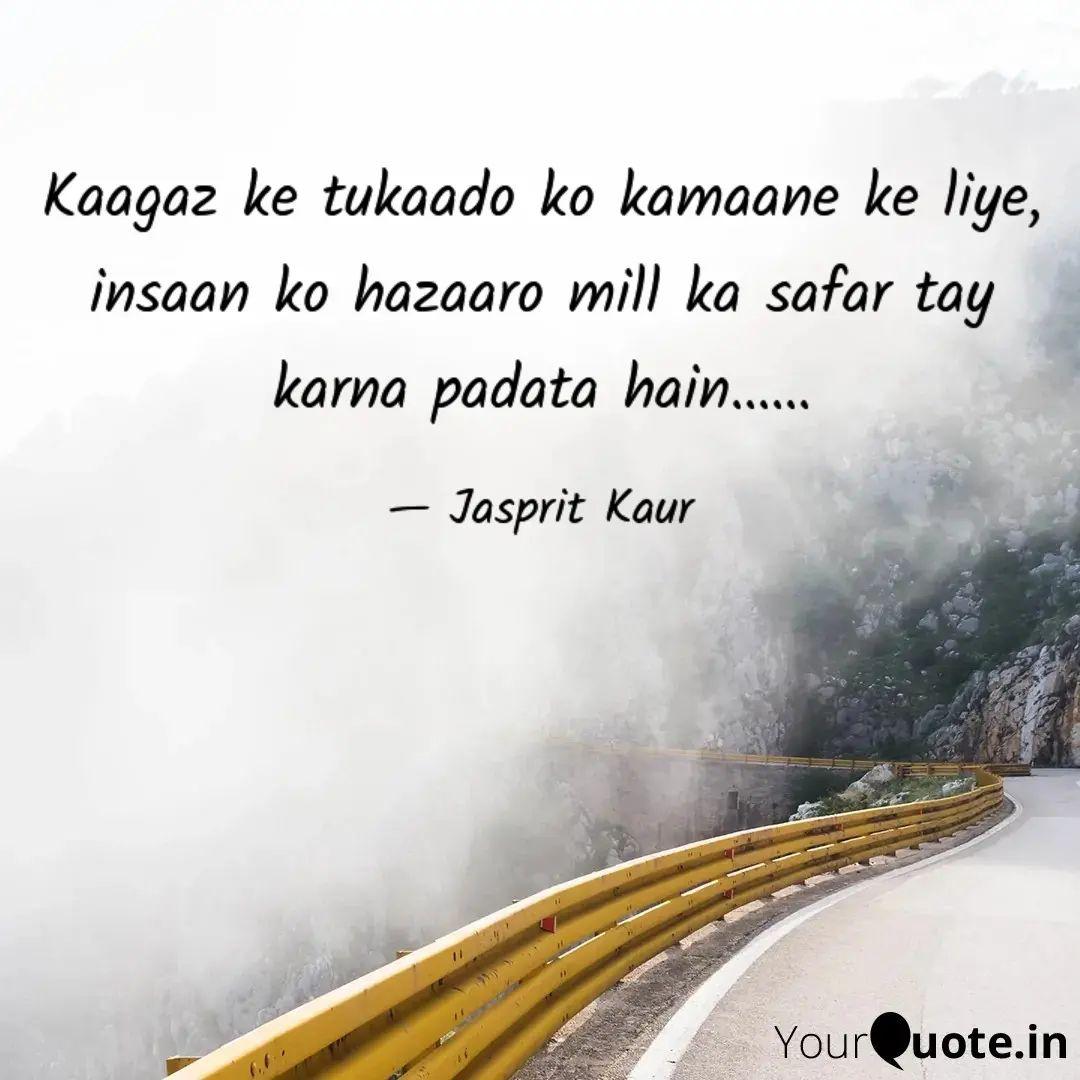 Kaagaz ke tukaado ko kamaane ke liye,
insaan ko hazaaro mill ka safar tay
karna padata hain......
— Jasprit Kaur
YourQuote.in